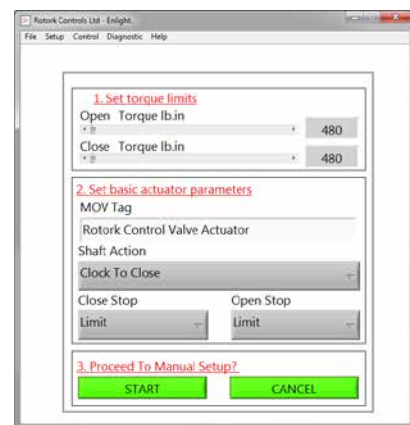 Rotork Controls Ltd - Enlight.
File Setup Control Diagnostic Help
1. Set torque limits
Open Torque lb.in
480
Close Torque lb.in
480
2. Set basic actuator parameters
MOV Tag
Rotork Control Valve Actuator
Shaft Action
Clock To Close
Close Stop Open Stop
Limit Limit
3. Proceed To Manual Setup?
START CANCEL